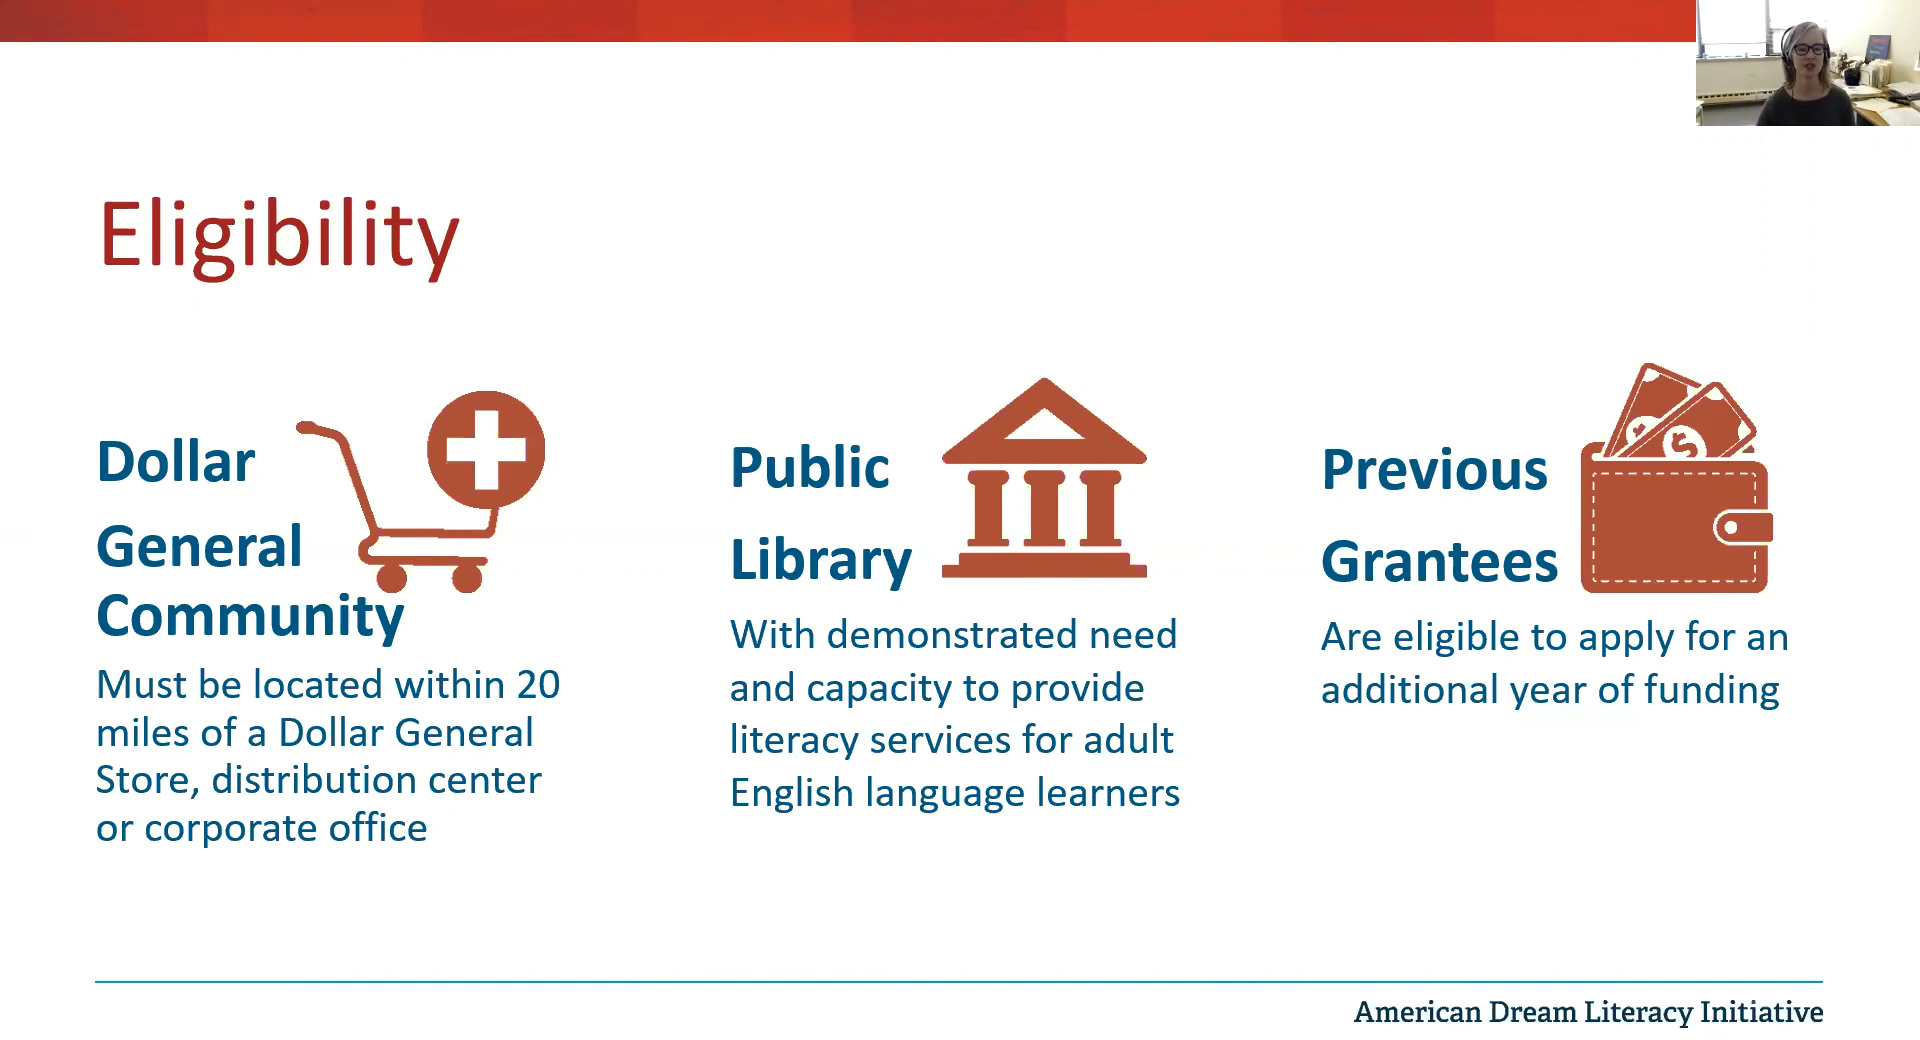 Eligibility
Dollar
General
Community
Must be located within 20
miles of a Dollar General
Store, distribution center
or corporate office
Public
Library
With demonstrated need
and capacity to provide
literacy services for adult
English language learners
Previous
Grantees
Are eligible to apply for an
additional year of funding
American Dream Literacy Initiative